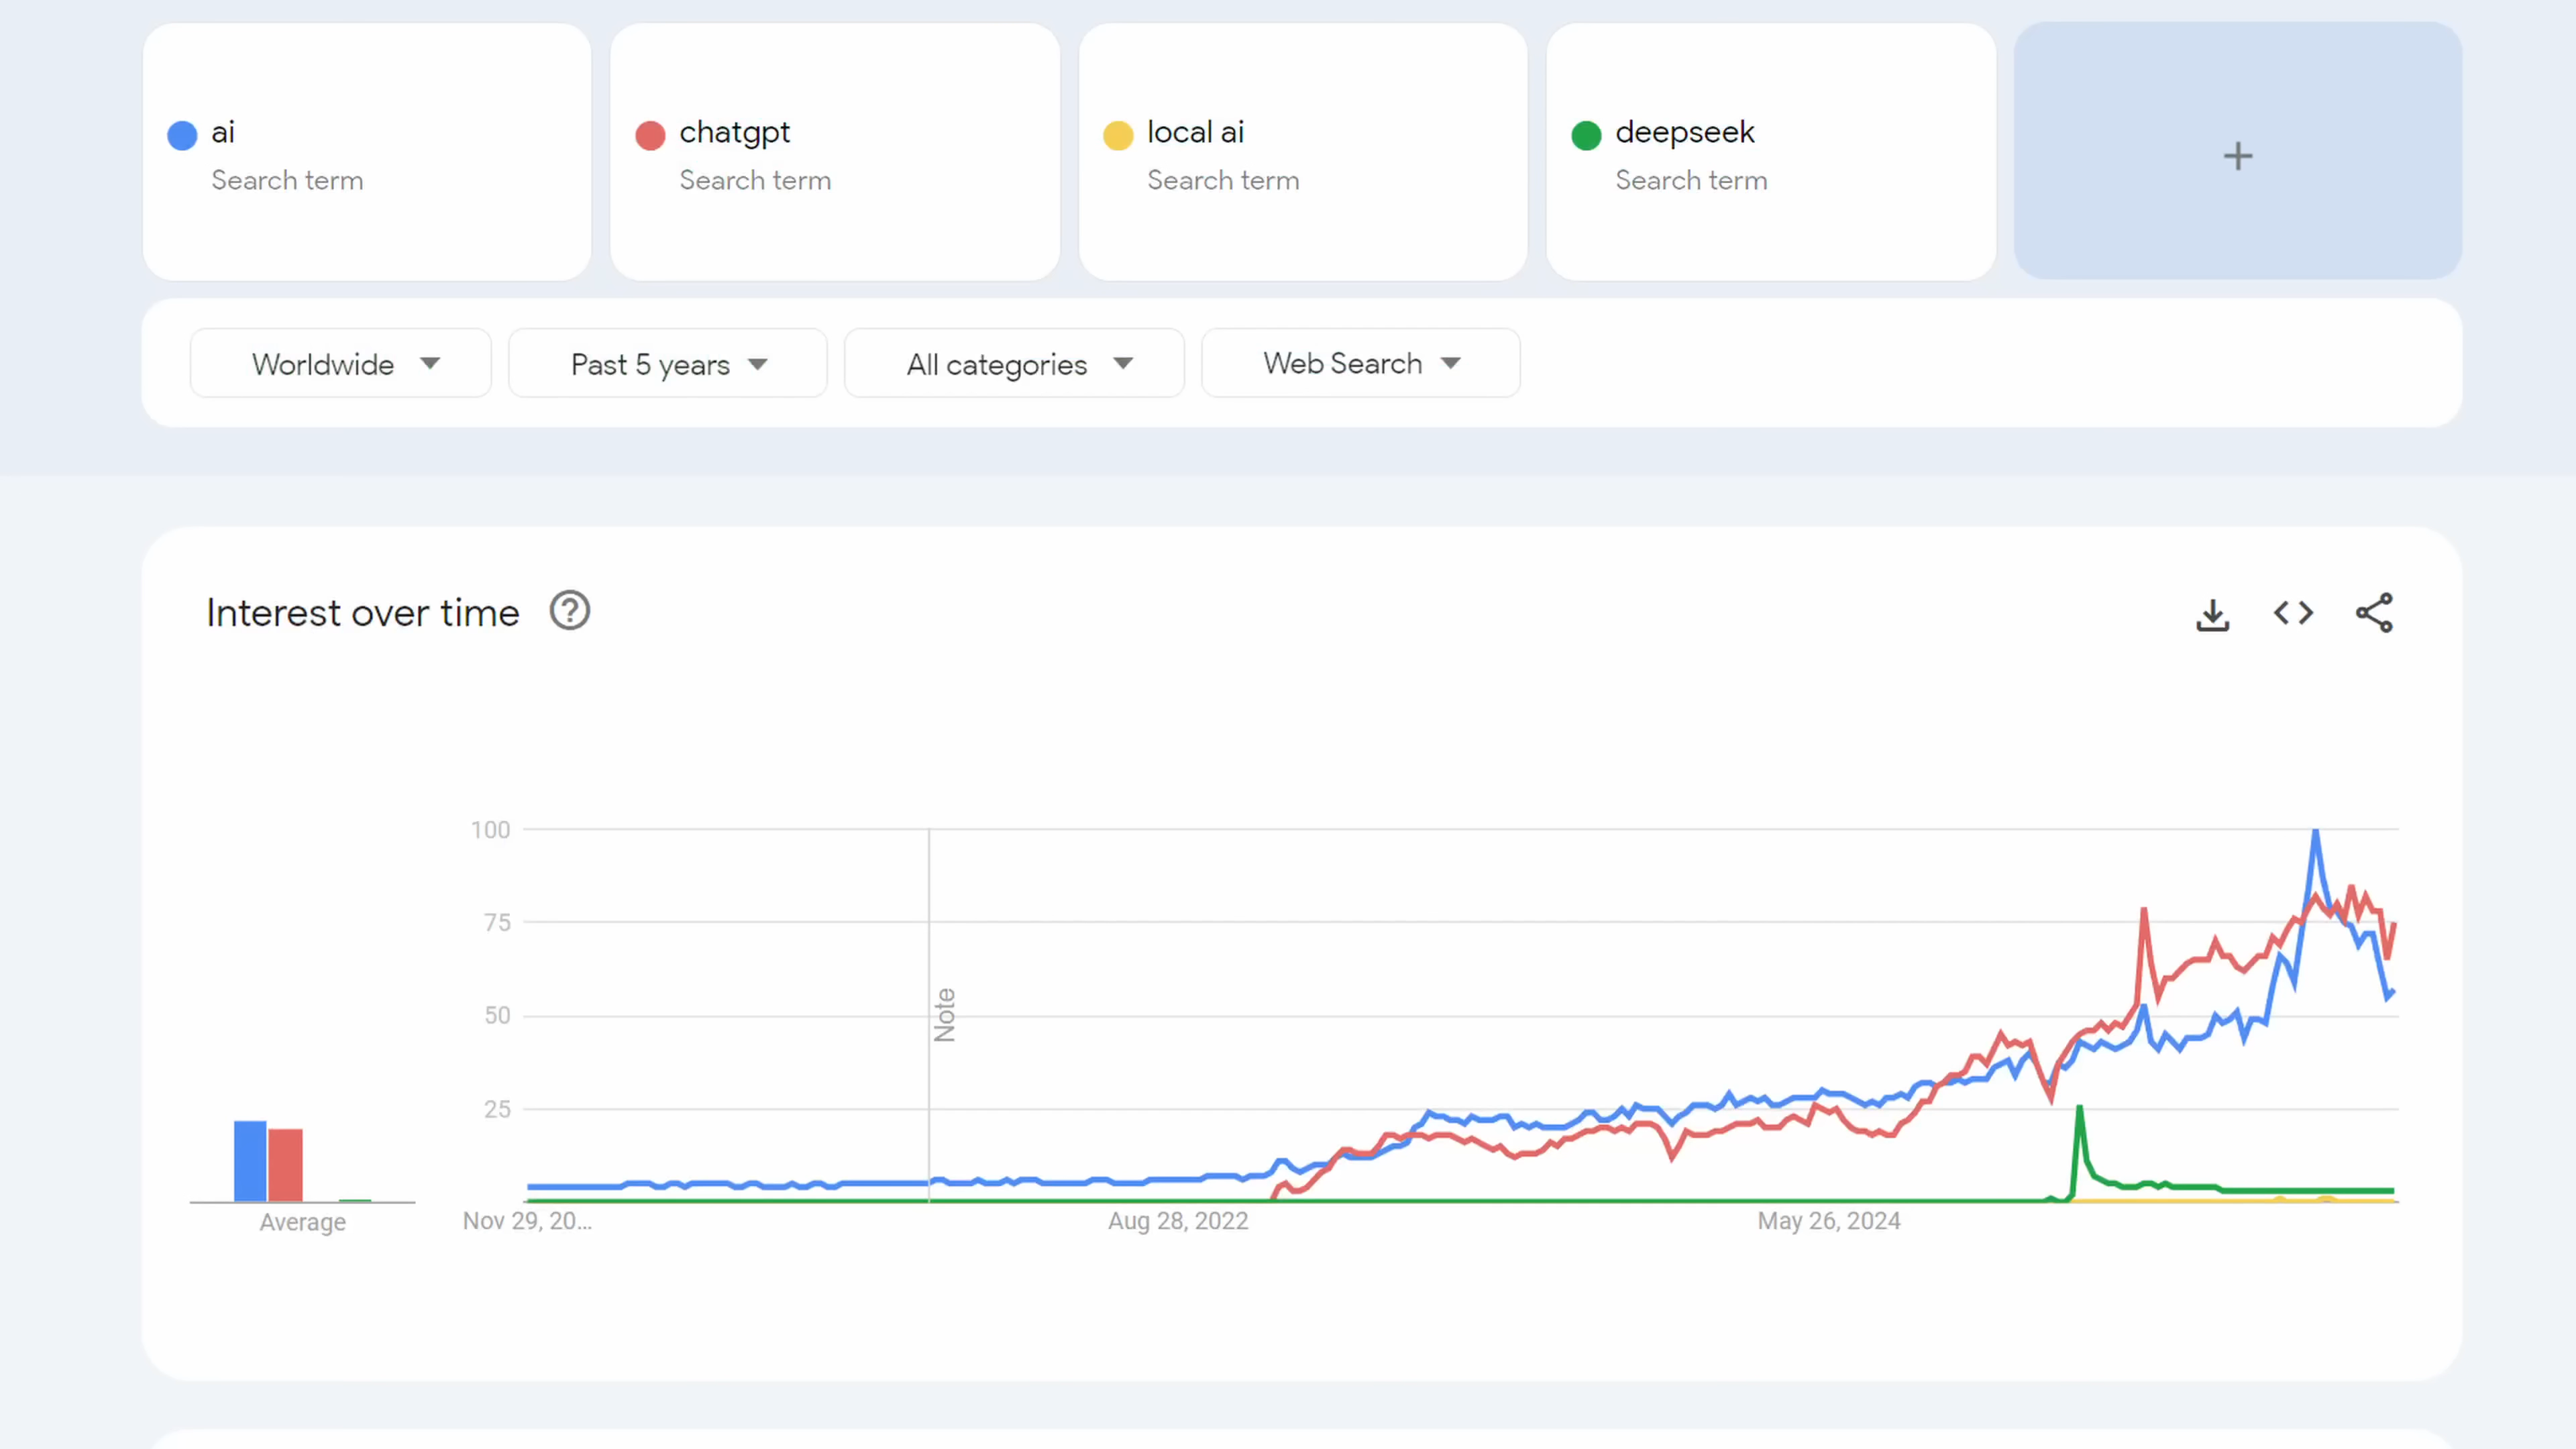 ai
Search term
chatgpt
Search term
local ai
Search term
deepseek
Search term
+
Worldwide
Past 5 years
All categories
Web Search
Interest over time ?
100
75
50
25
Note
Average
Nov 29, 20...
Aug 28, 2022
May 26, 2024